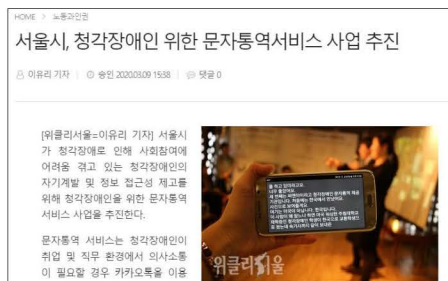 HOME > 노동과인권
서울시, 청각장애인 위한 문자통역서비스 사업 추진
이유리 기자 승인 2020.03.09 15:38 댓글 0
[위클리서울=이유리 기자] 서울시
가 청각장애로 인해 사회참여에
어려움 겪고 있는 청각장애인의
자기계발 및 정보 접근성 제고를
위해 청각장애인을 위한 문자통역
서비스 사업을 추진한다.
문자통역 서비스는 청각장애인이
취업 및 직무 환경에서 의사소통
이 필요할 경우 카카오톡을 이용
위클리서울